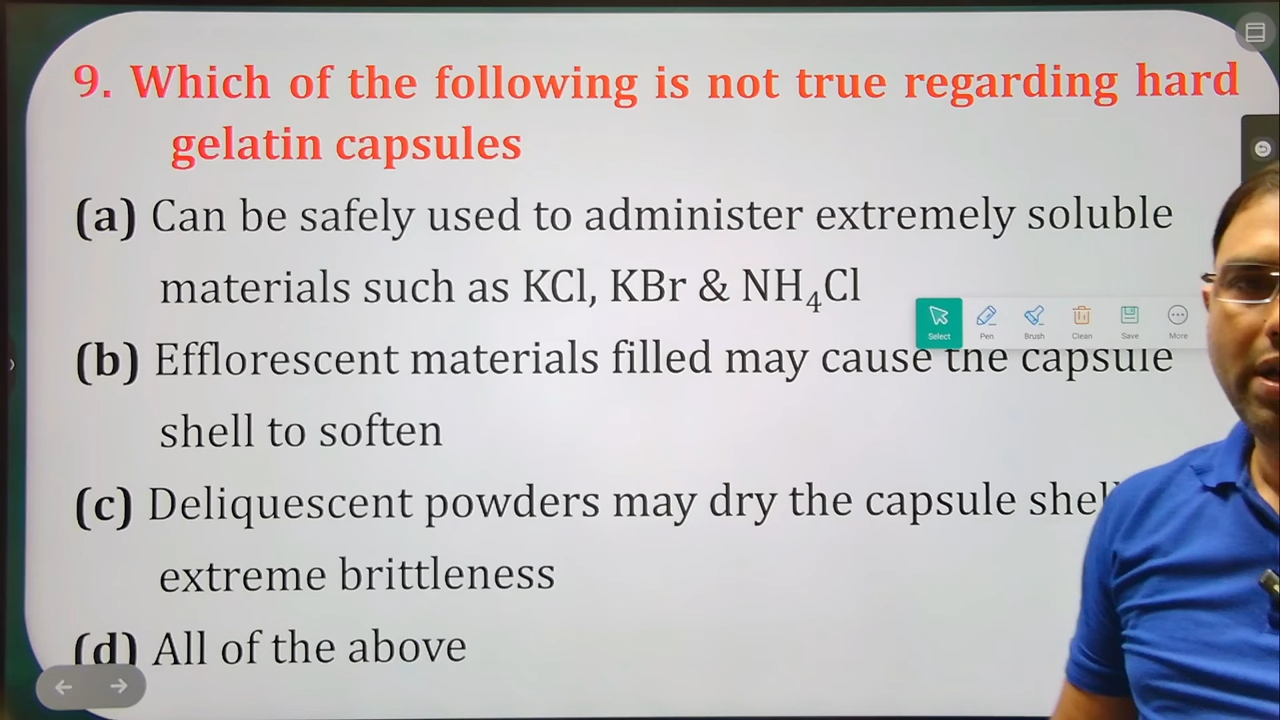 9. Which of the following is not true regarding hard
gelatin capsules
(a) Can be safely used to administer extremely soluble
materials such as KCl, KBr & NH₄Cl
Select Pen Brush Clean Save More
(b) Efflorescent materials filled may cause the capsule
shell to soften
(c) Deliquescent powders may dry the capsule
extreme brittleness
(d) All of the above